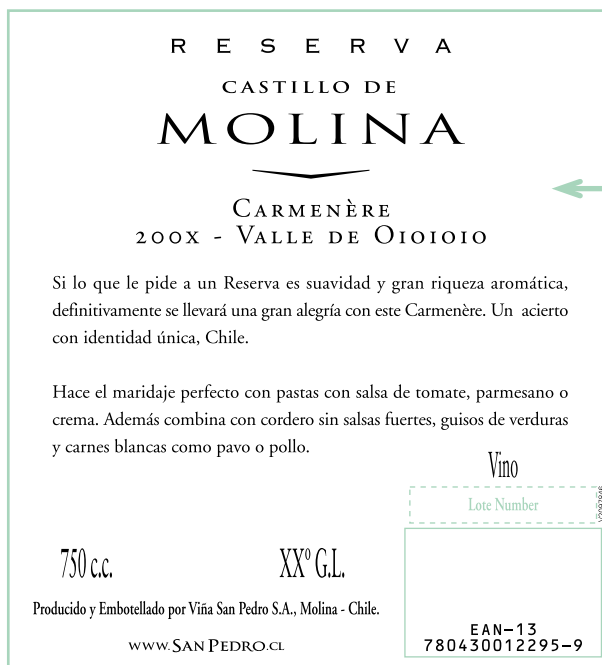 RESERVA
CASTILLO DE
MOLINA
CARMENÈRE
200X - VALLE DE OIOIOIO
Si lo que le pide a un Reserva es suavidad y gran riqueza aromática,
definitivamente se llevará una gran alegría con este Carmenère. Un acierto
con identidad única, Chile.
Hace el maridaje perfecto con pastas con salsa de tomate, parmesano o
crema. Además combina con cordero sin salsas fuertes, guisos de verduras
y carnes blancas como pavo o pollo.
Vino
Lote Number
750 c.c.
XXº G.L.
Producido y Embotellado por Viña San Pedro S.A., Molina - Chile.
WWW.SANPEDRO.CL
EAN-13
780430012295-9